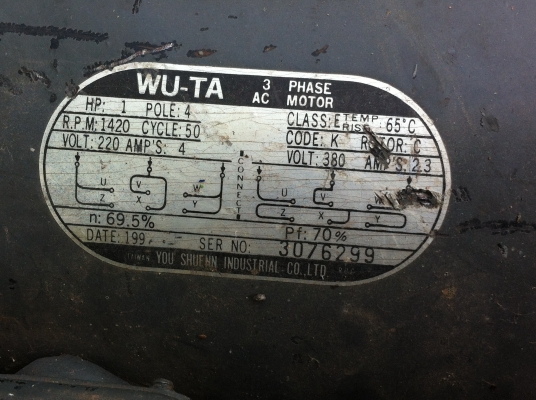 WU-TA 3 PHASE
AC MOTOR
HP: 1 POLE: 4 CLASS: E TEMP. RISE: 65°C
R.P.M: 1420 CYCLE: 50 CODE: K ROTOR: C
VOLT: 220 AMP'S: 4 VOLT: 380 AMP'S: 2.3
CONNECT
U V W U V W
Z X Y Z X Y
n: 69.5% Pf: 70%
DATE: 199 SER NO: 3076299
TAIWAN YOU SHUENN INDUSTRIAL CO., LTD.